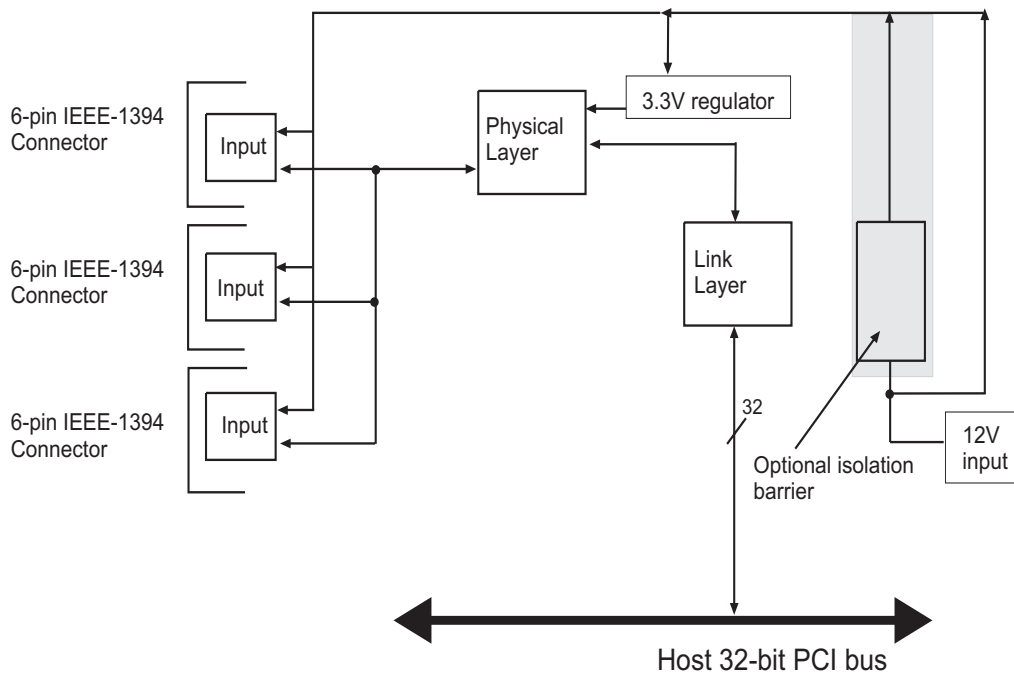 6-pin IEEE-1394
Connector
Input
Physical
Layer
3.3V regulator
6-pin IEEE-1394
Connector
Input
Link
Layer
6-pin IEEE-1394
Connector
Input
32
Optional isolation
barrier
12V
input
Host 32-bit PCI bus